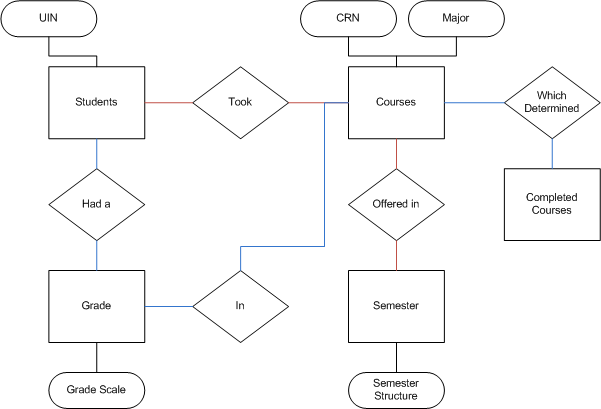 UIN
CRN
Major
Students
Took
Courses
Which
Determined
Had a
Offered in
Completed
Courses
Grade
In
Semester
Grade Scale
Semester
Structure